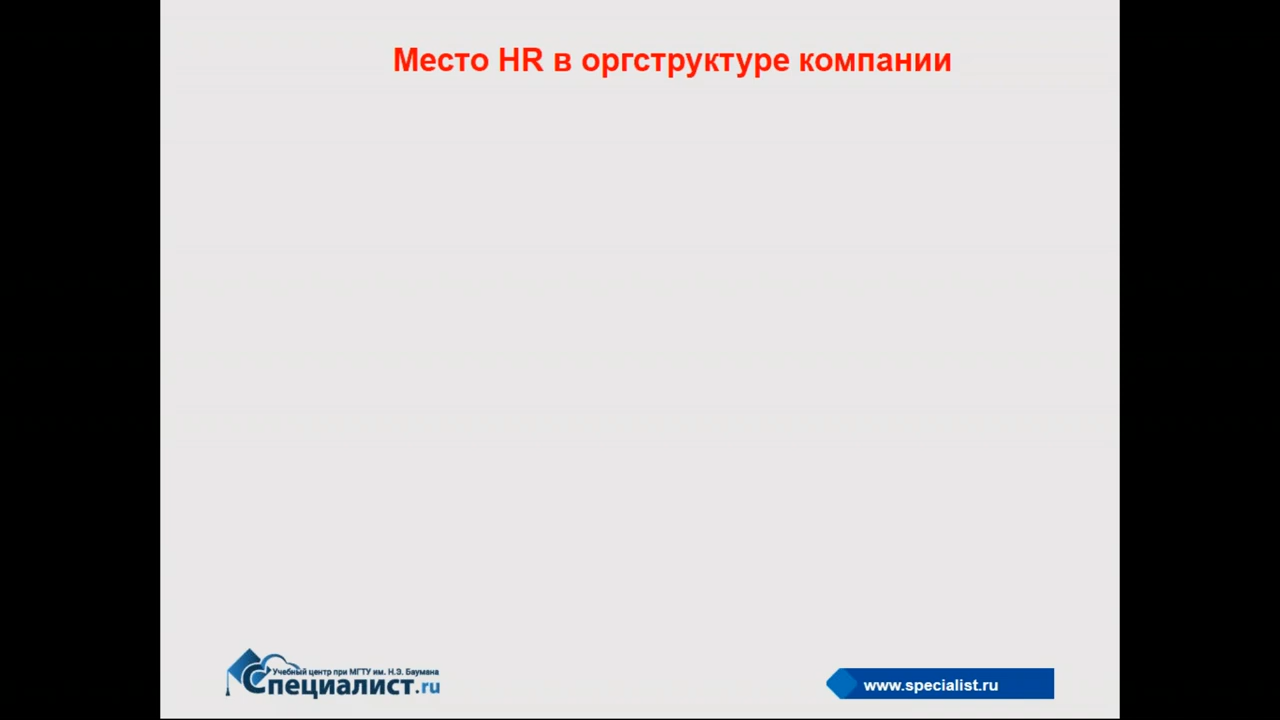 Место HR в оргструктуре компании
Учебный центр при МГТУ им. Н.Э. Баумана
Специалист.ru
www.specialist.ru